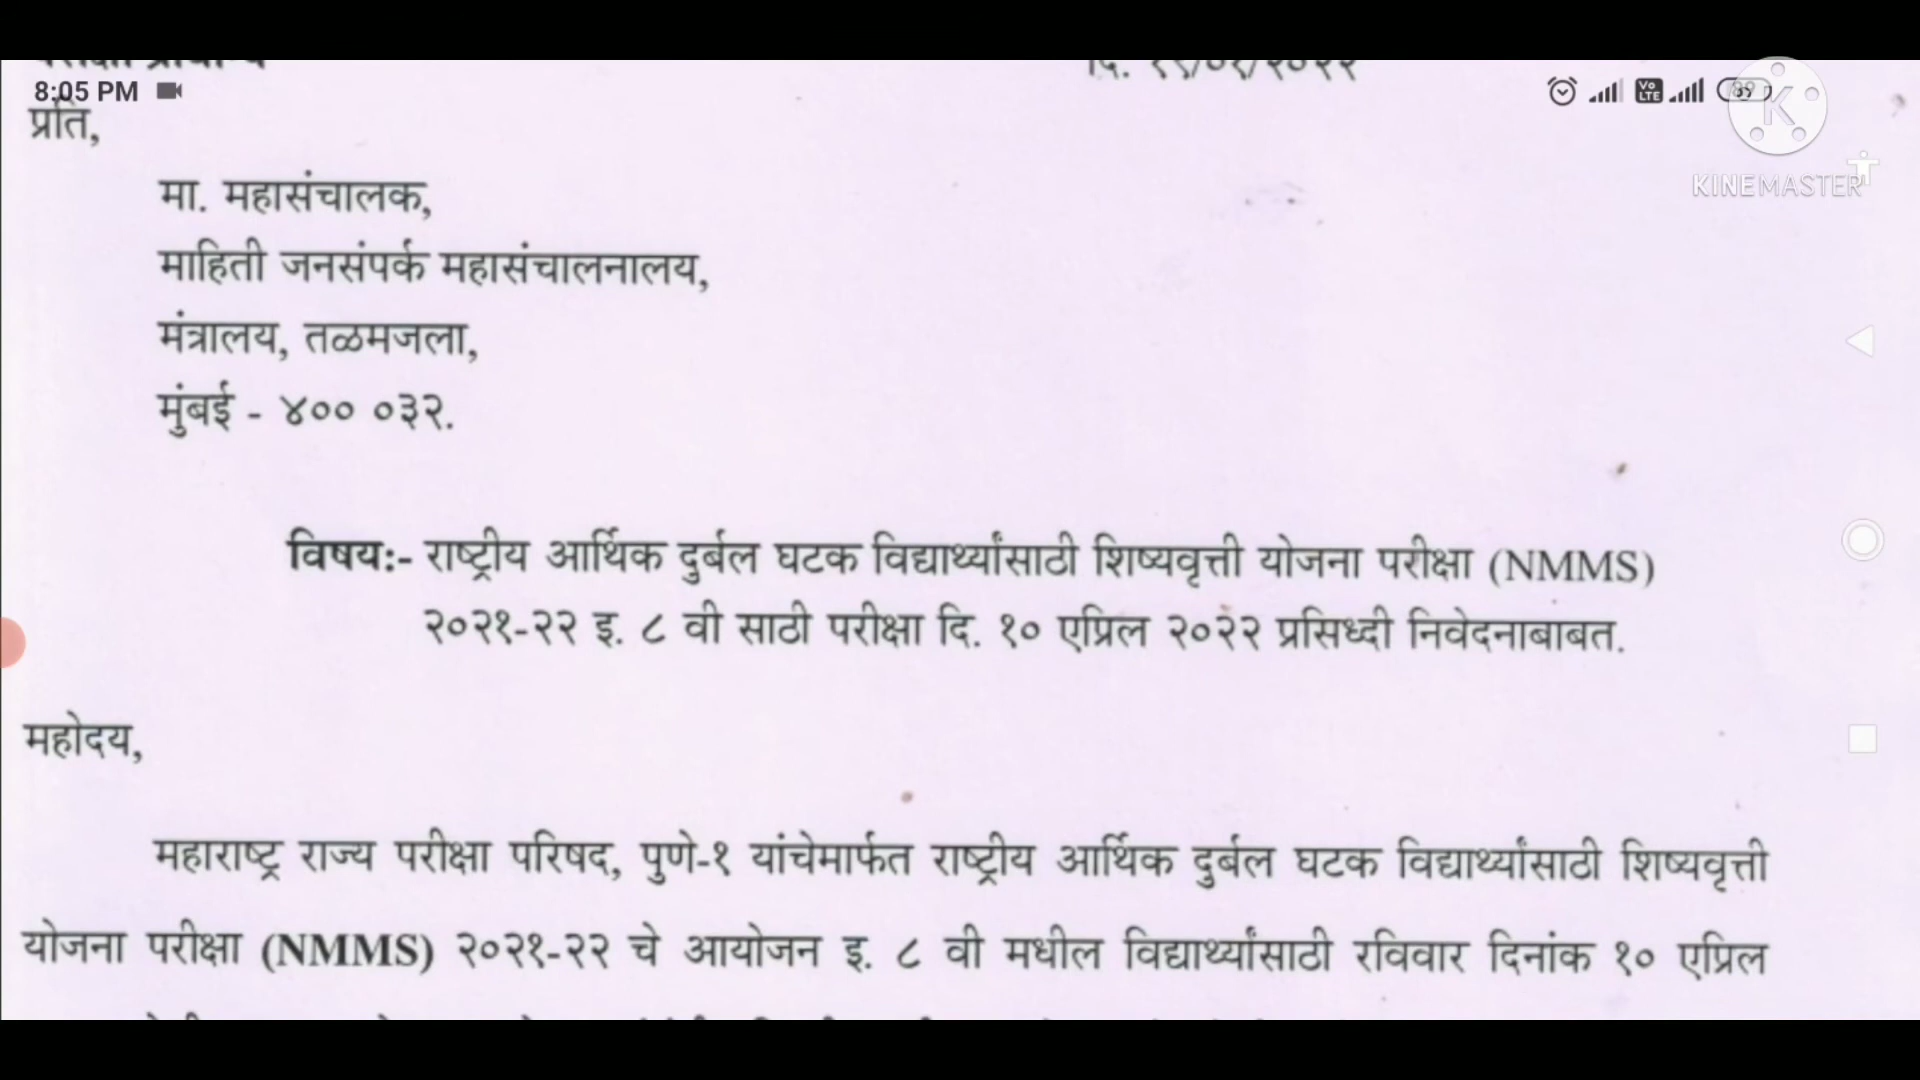 8:05 PM
प्रति,
मा. महासंचालक,
माहिती जनसंपर्क महासंचालनालय,
मंत्रालय, तळमजला,
मुंबई - ४०० ०३२.
KINEMASTER
विषय:- राष्ट्रीय आर्थिक दुर्बल घटक विद्यार्थ्यांसाठी शिष्यवृत्ती योजना परीक्षा (NMMS)
२०२१-२२ इ. ८ वी साठी परीक्षा दि. १० एप्रिल २०२२ प्रसिध्दी निवेदनाबाबत.
महोदय,
महाराष्ट्र राज्य परीक्षा परिषद, पुणे-१ यांचेमार्फत राष्ट्रीय आर्थिक दुर्बल घटक विद्यार्थ्यांसाठी शिष्यवृत्ती
योजना परीक्षा (NMMS) २०२१-२२ चे आयोजन इ. ८ वी मधील विद्यार्थ्यांसाठी रविवार दिनांक १० एप्रिल